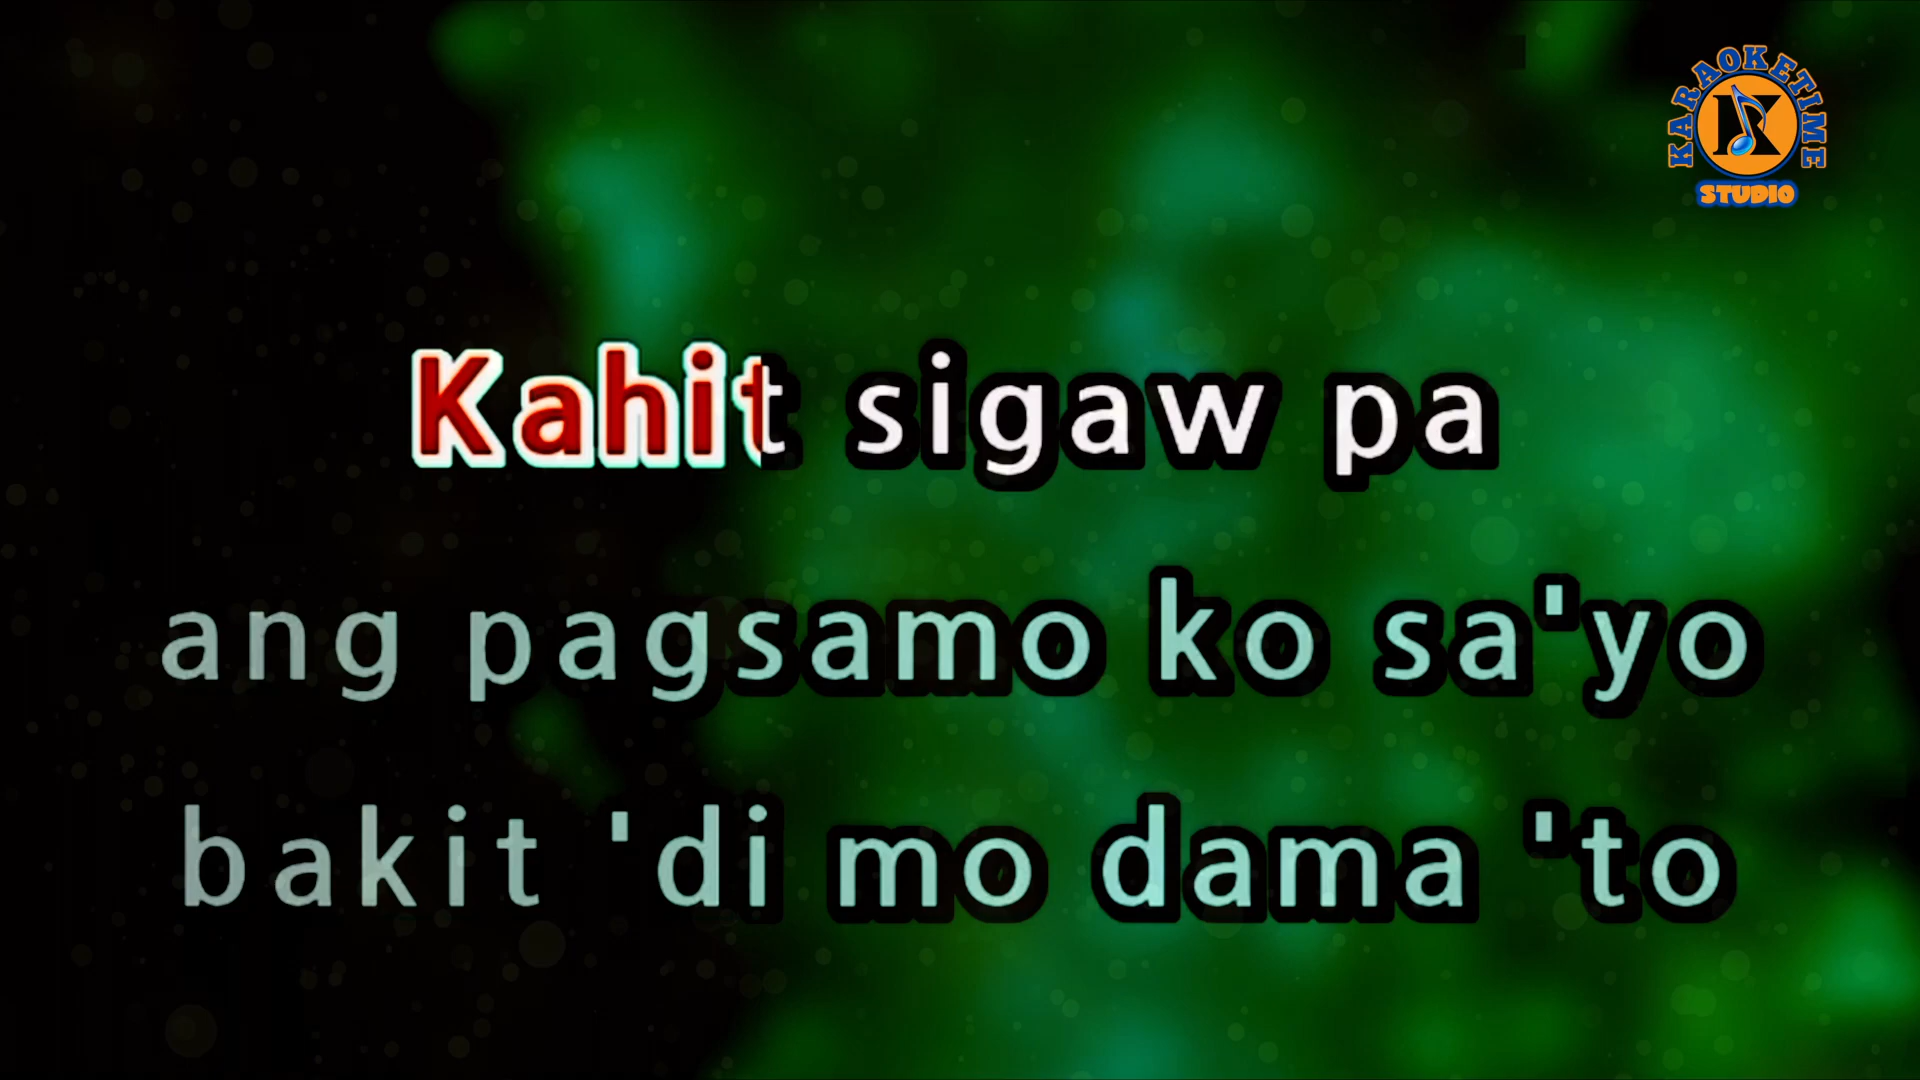 KARAOKETIME
K
STUDIO
Kahit sigaw pa
ang pagsamo ko sa'yo
bakit 'di mo dama 'to